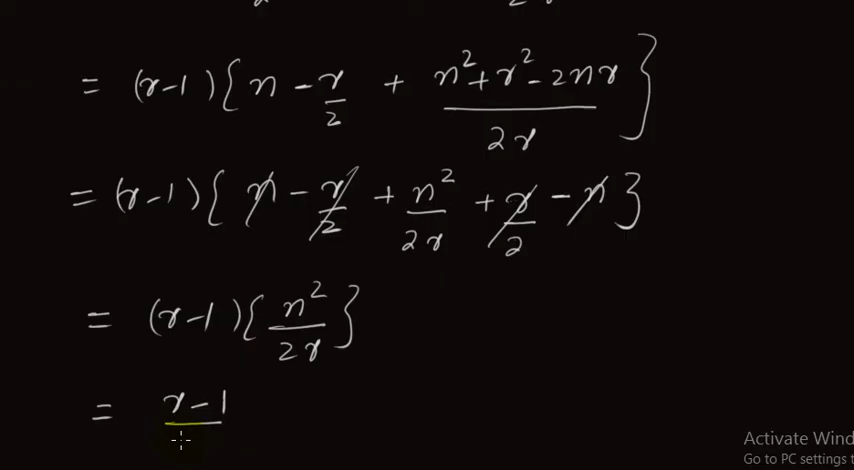 = (r-1){n - r/2 + (n²+r²-2nr)/2r}
= (r-1){n - r/2 + n²/2r + r/2 - n}
= (r-1){n²/2r}
= r-1
Activate Wind
Go to PC settings t